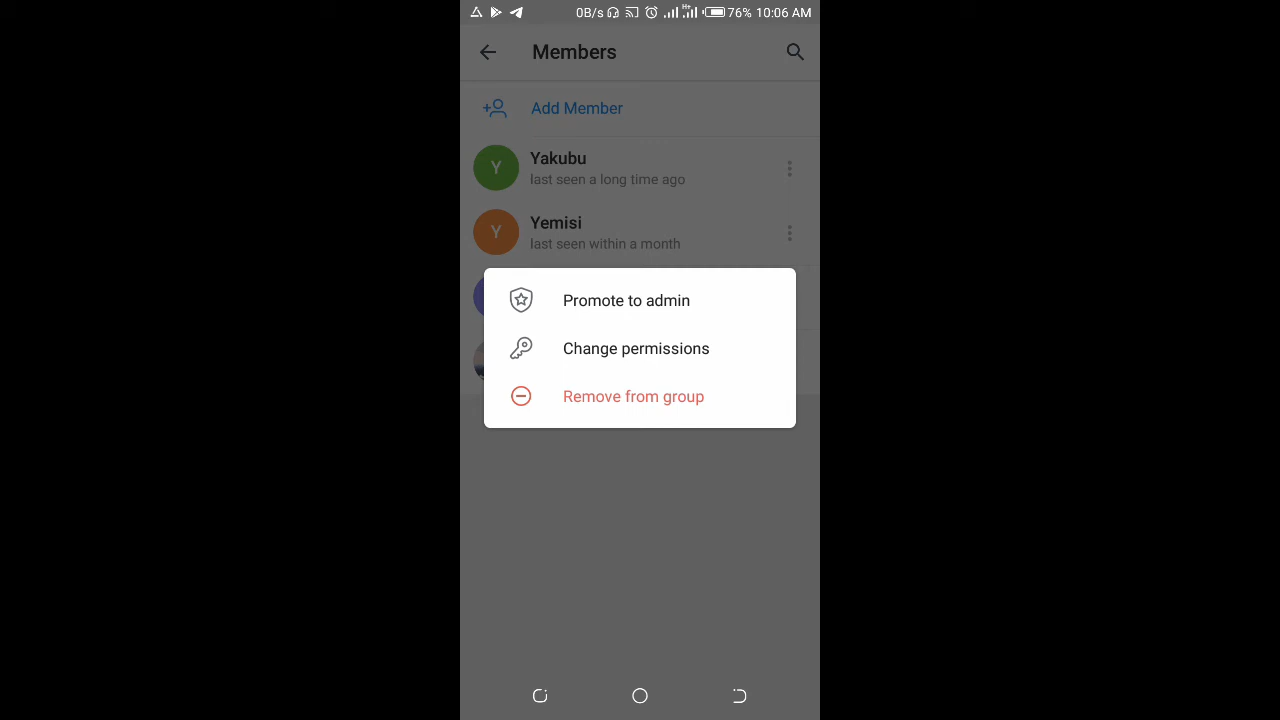 0B/s H+ 76% 10:06 AM
Members
Add Member
Y Yakubu
last seen a long time ago
Y Yemisi
last seen within a month
Promote to admin
Change permissions
Remove from group